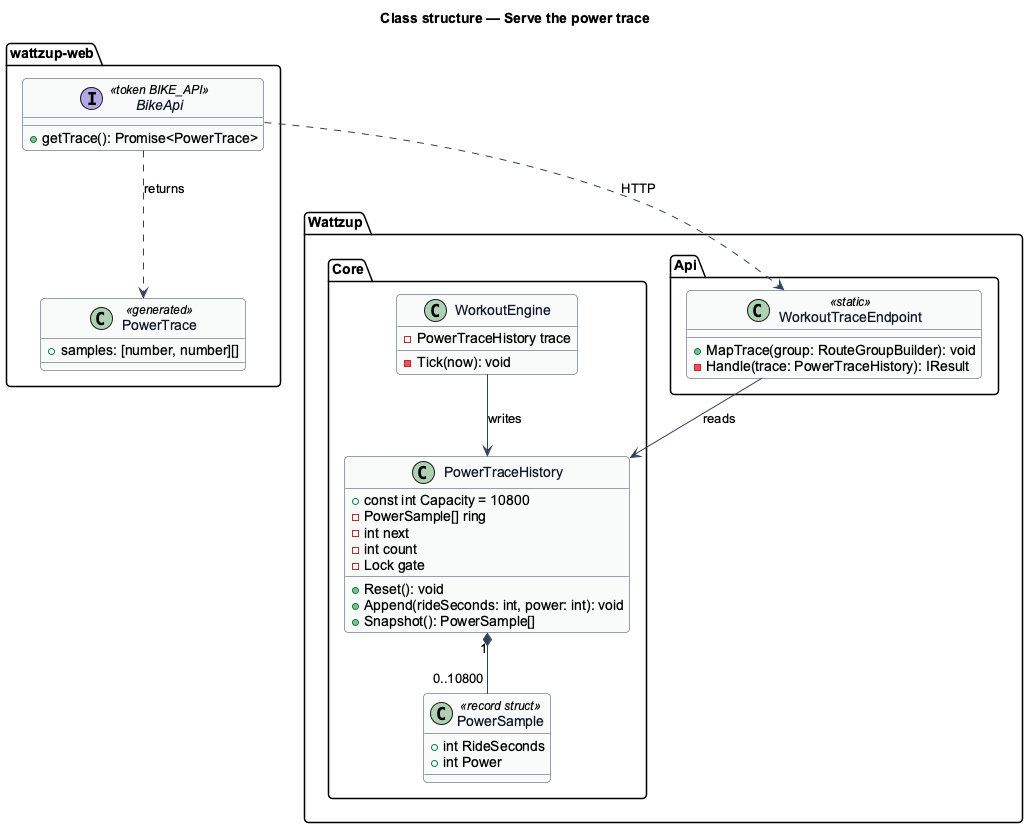 Class structure — Serve the power trace
wattzup-web
I
«token BIKE_API»
BikeApi
getTrace(): Promise<PowerTrace>
returns
HTTP
C
«generated»
PowerTrace
samples: [number, number][]
Wattzup
Core
C
WorkoutEngine
PowerTraceHistory trace
Tick(now): void
writes
Api
C
«static»
WorkoutTraceEndpoint
MapTrace(group: RouteGroupBuilder): void
Handle(trace: PowerTraceHistory): IResult
reads
C
PowerTraceHistory
const int Capacity = 10800
PowerSample[] ring
int next
int count
Lock gate
Reset(): void
Append(rideSeconds: int, power: int): void
Snapshot(): PowerSample[]
1
0..10800
C
«record struct»
PowerSample
int RideSeconds
int Power